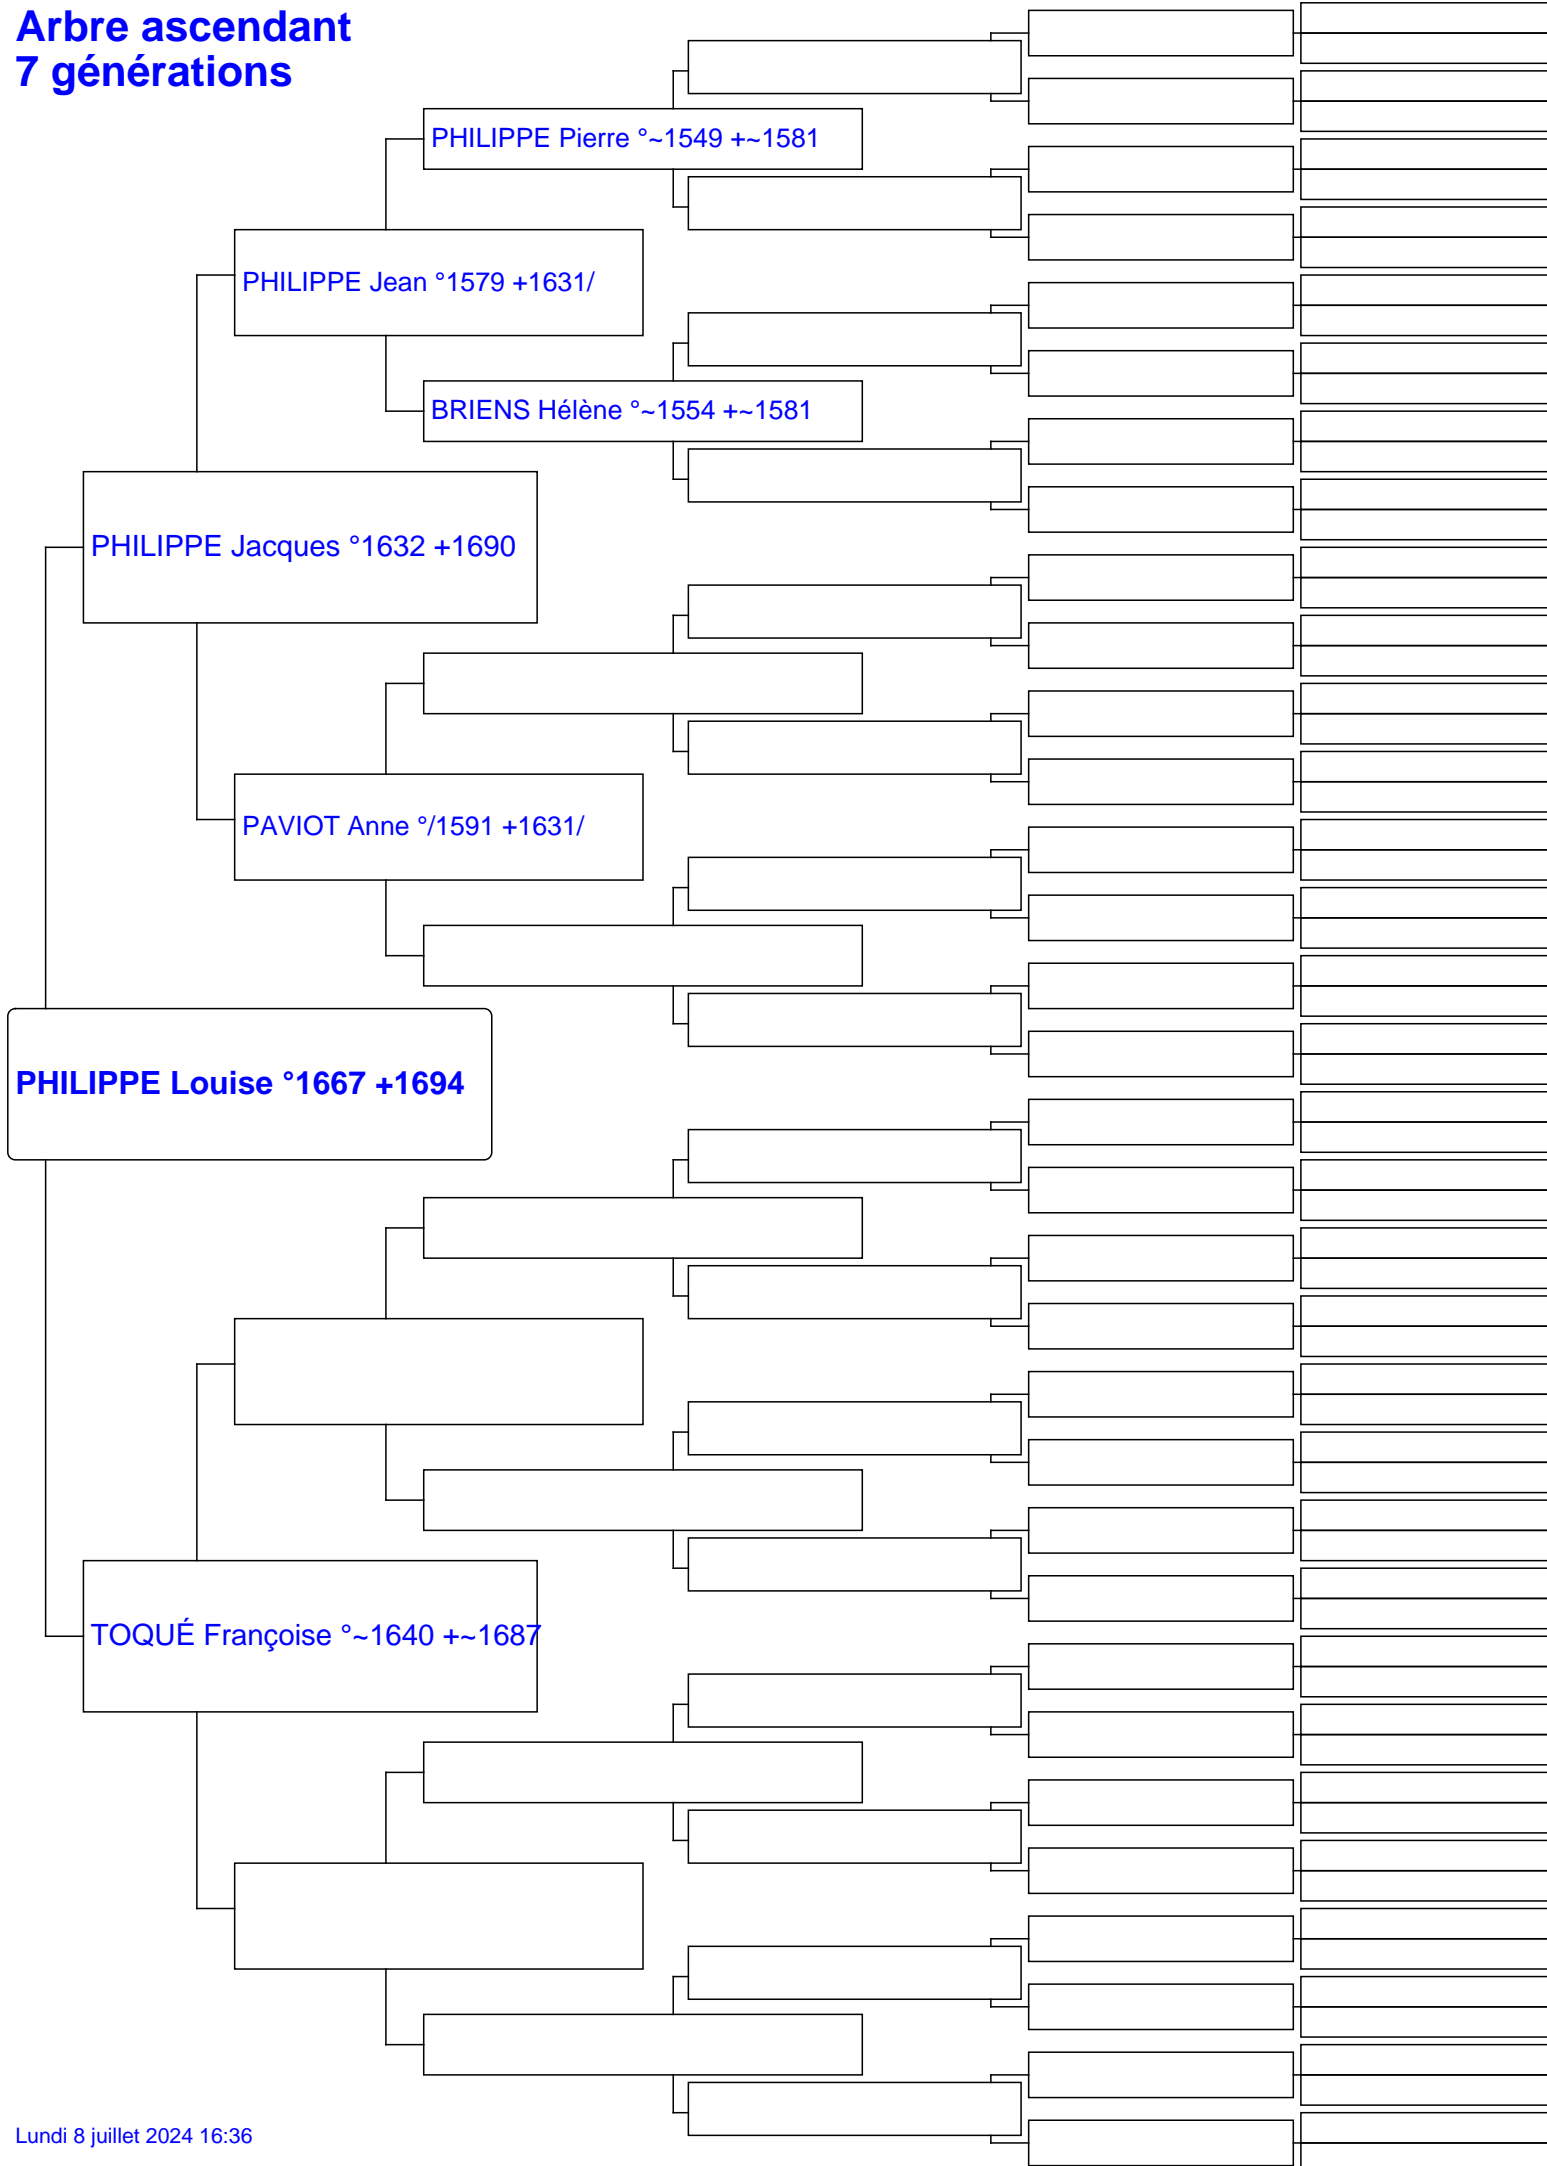 Arbre ascendant
7 générations
PHILIPPE Pierre °~1549 +~1581
PHILIPPE Jean °1579 +1631/
BRIENS Hélène °~1554 +~1581
PHILIPPE Jacques °1632 +1690
PAVIOT Anne °/1591 +1631/
PHILIPPE Louise °1667 +1694
TOQUÉ Françoise °~1640 +~1687
Lundi 8 juillet 2024 16:36